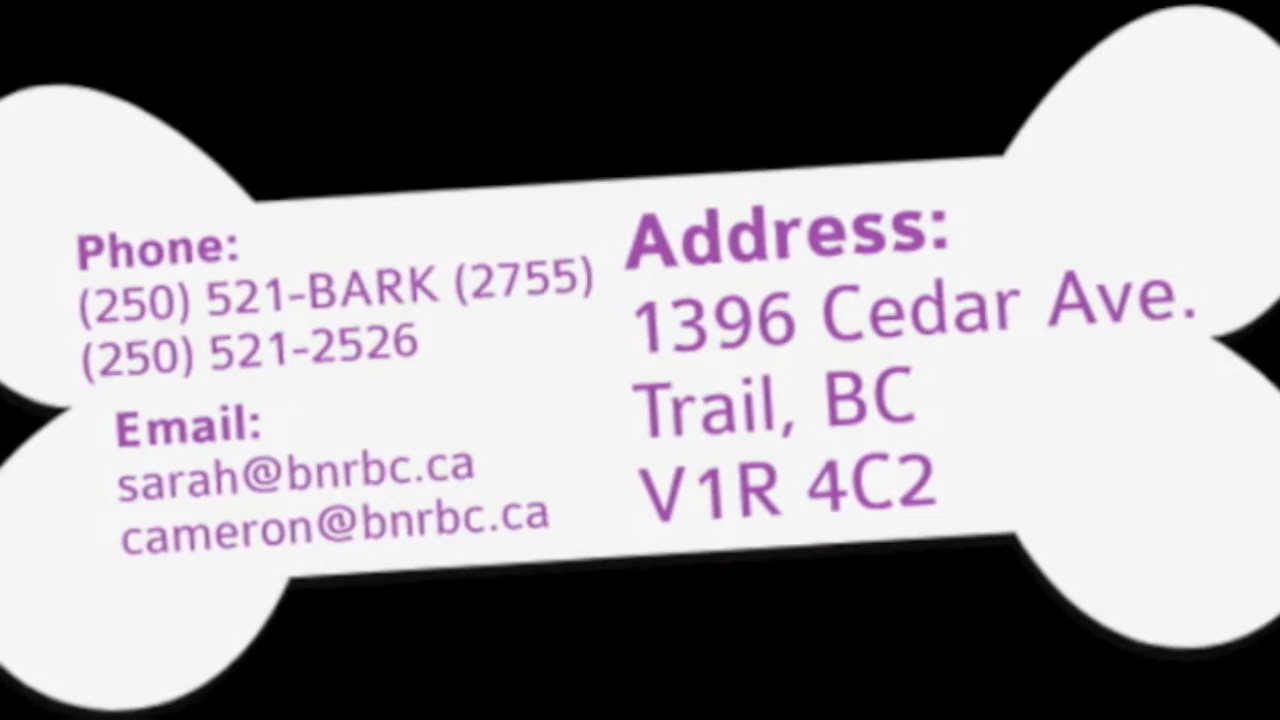 Phone:
(250) 521-BARK (2755)
(250) 521-2526
Email:
sarah@bnrbc.ca
cameron@bnrbc.ca
Address:
1396 Cedar Ave.
Trail, BC
V1R 4C2